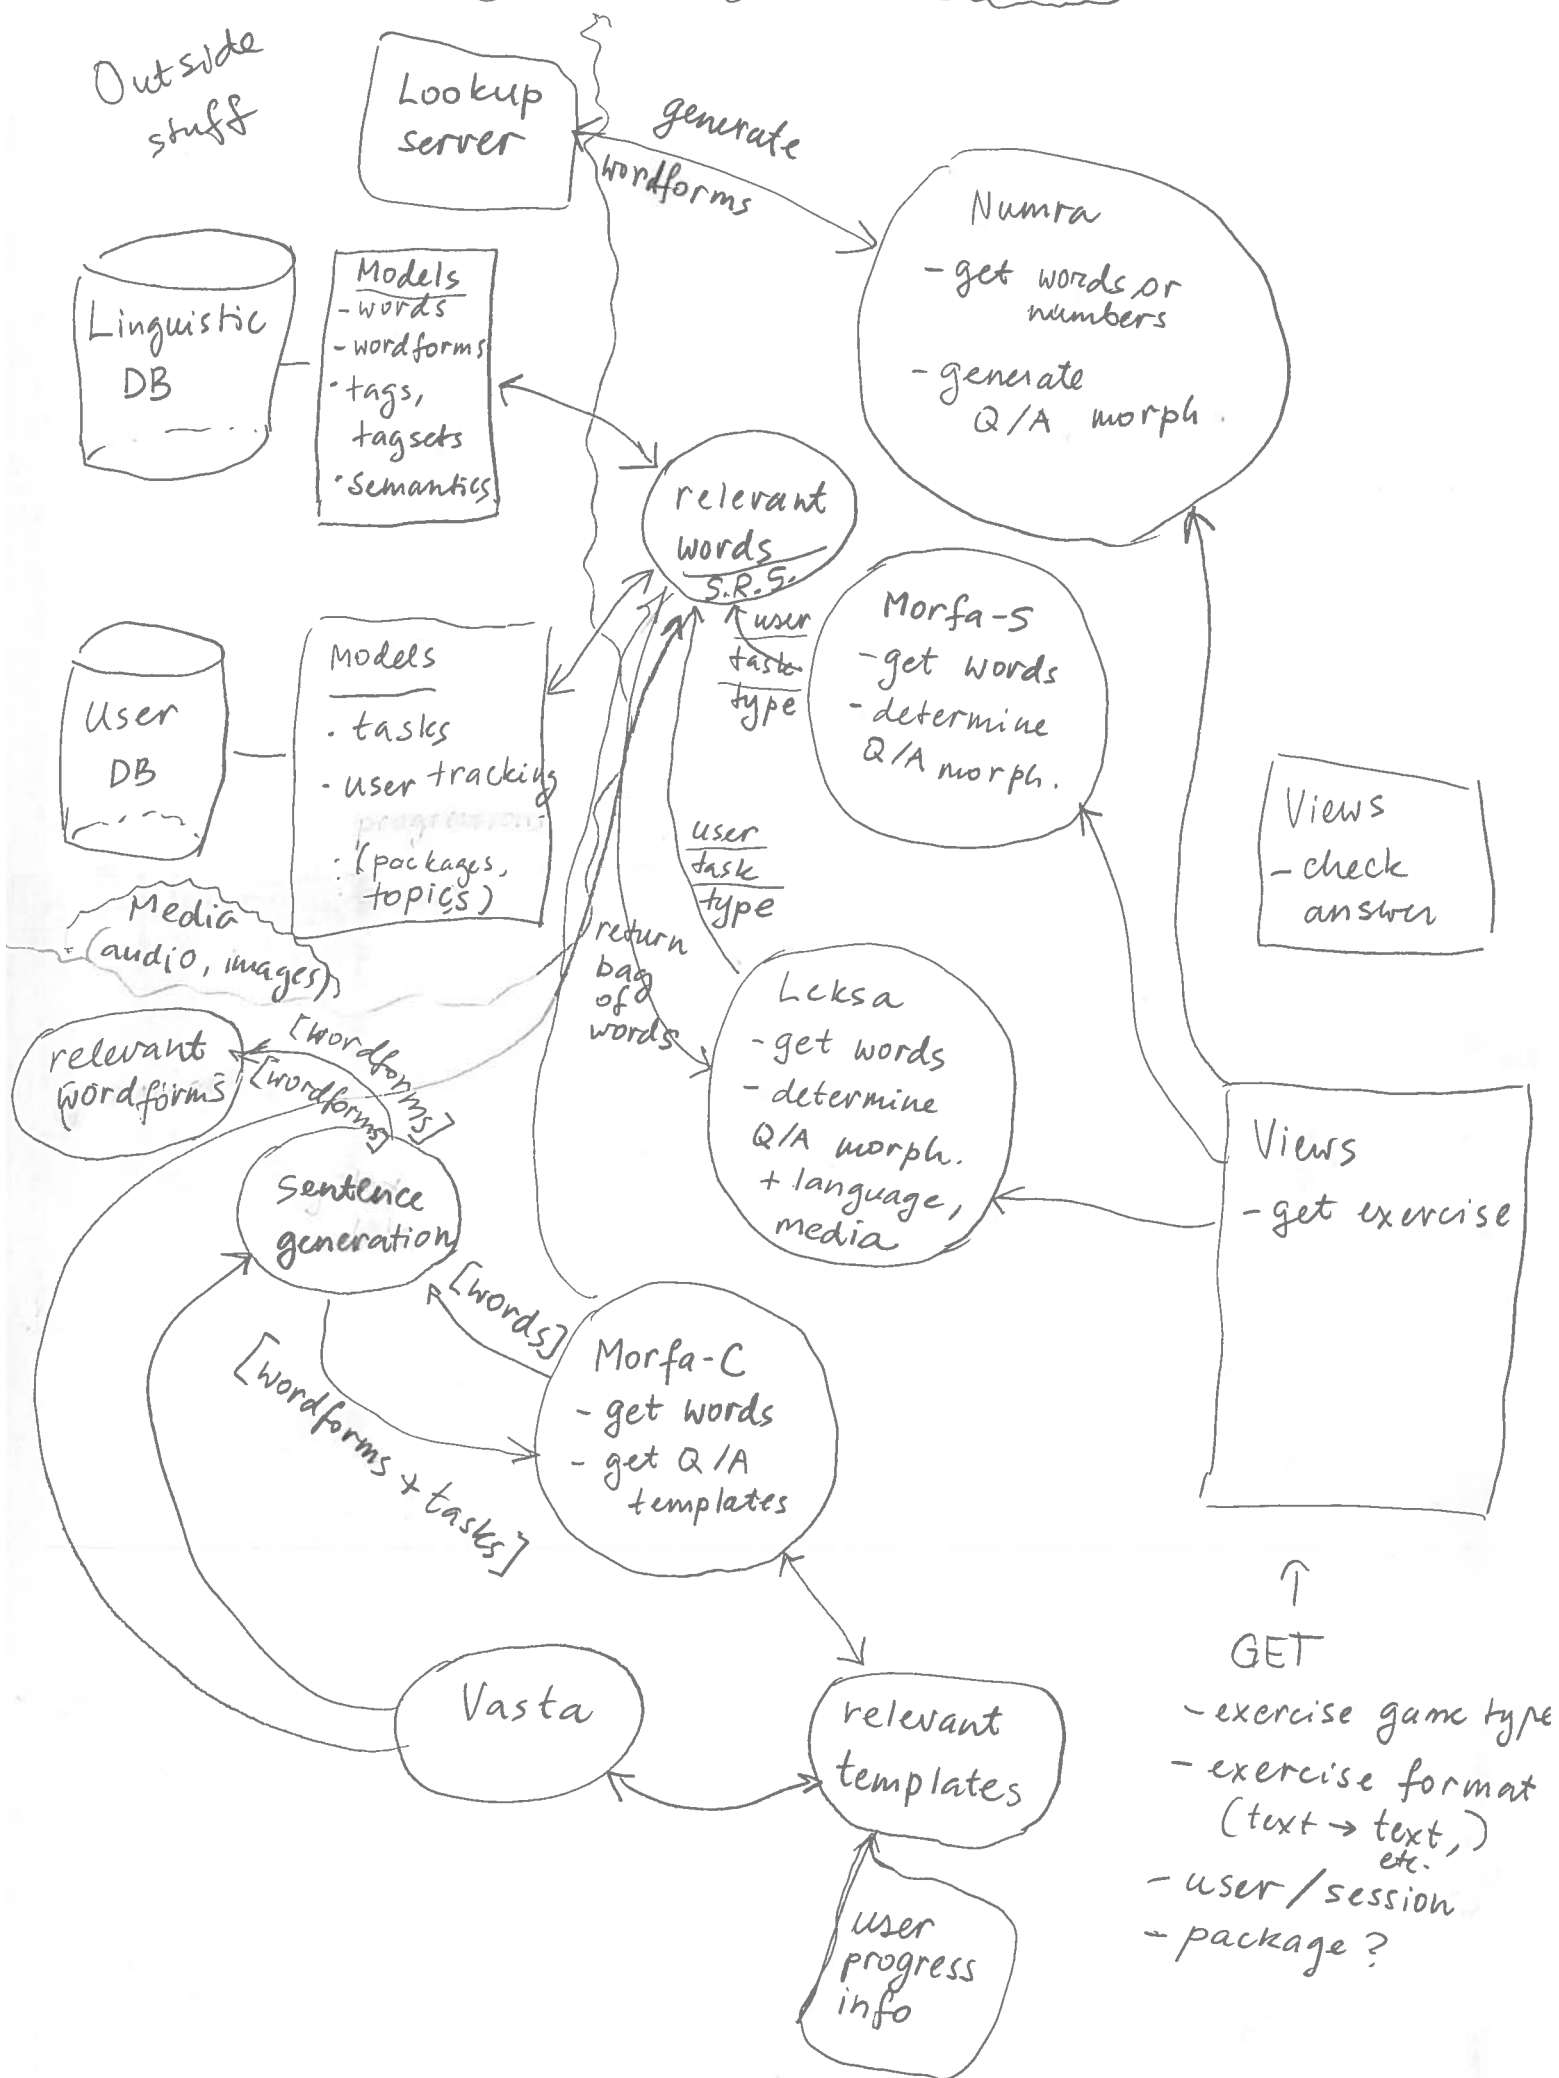 Outside
stuff
Lookup
server
generate
wordforms
Numra
- get words or
numbers
- generate
Q/A morph.
Linguistic
DB
Models
- words
- wordforms
· tags,
tagsets
· semantics
relevant
words
S.R.S.
user
task
type
Morfa-S
- get words
- determine
Q/A morph.
User
DB
Models
· tasks
· user tracking
progressions
· (packages,
topics)
Media
(audio, images)
user
task
type
return
bag
of
words
Views
- check
answer
relevant
[wordforms]
[wordforms]
[wordforms]
Leksa
- get words
- determine
Q/A morph.
+ language,
media
Views
- get exercise
sentence
generation
[words]
[wordforms + tasks]
Morfa-C
- get words
- get Q/A
templates
Vasta
relevant
templates
user
progress
info
↑
GET
- exercise game type
- exercise format
(text → text,)
etc.
- user/session
- package?